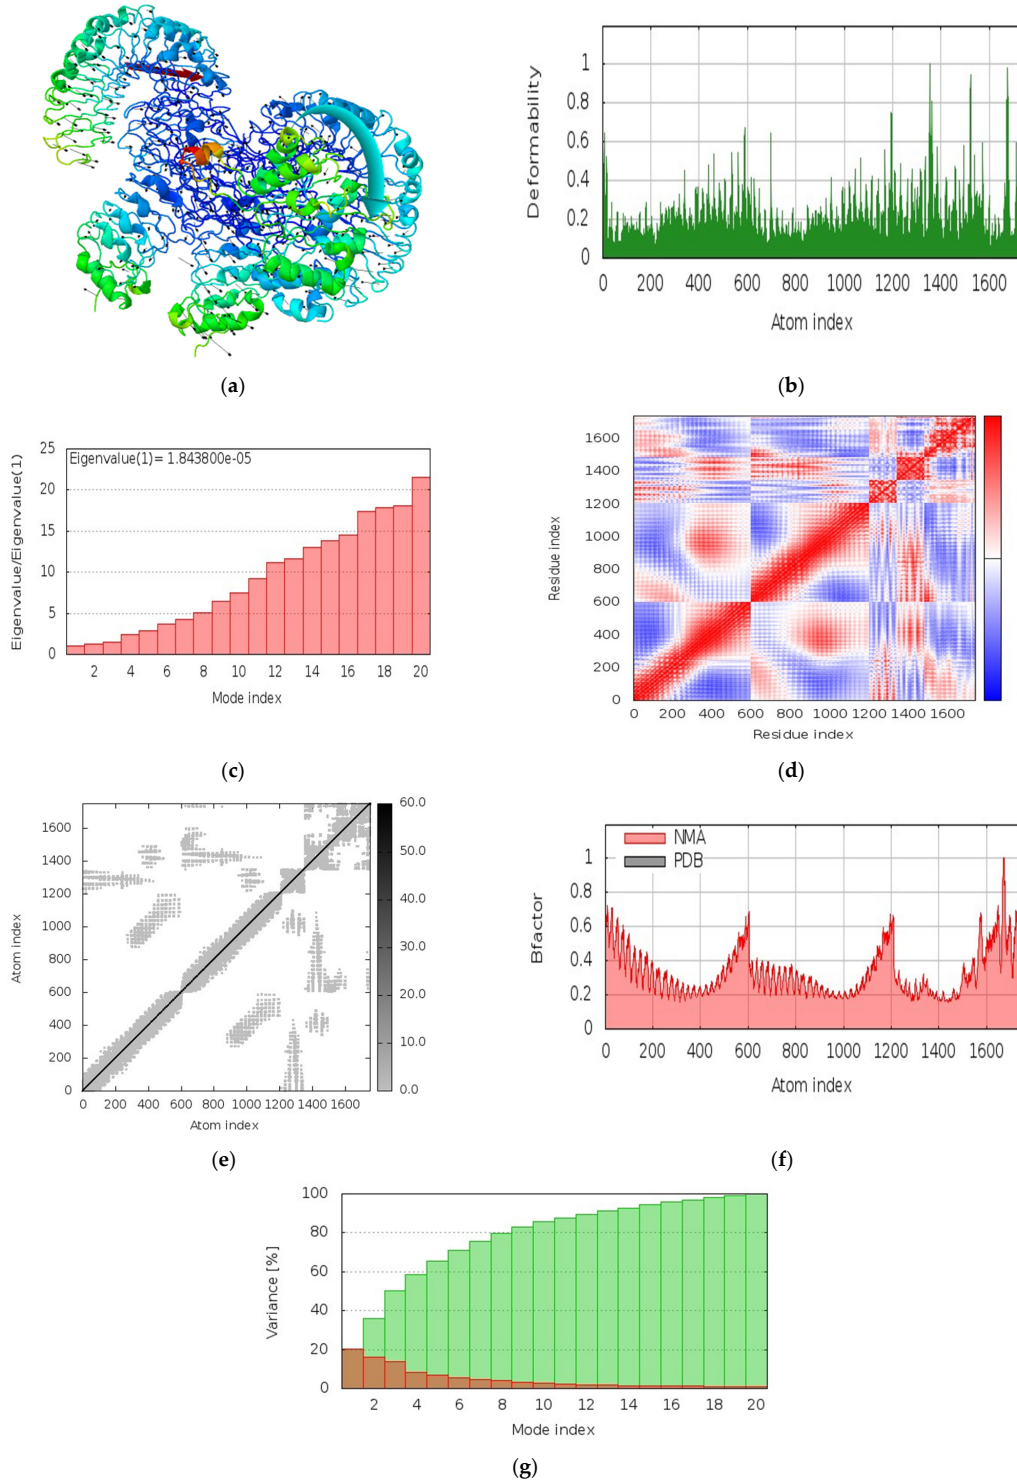 (a)
Deformability
1
0.8
0.6
0.4
0.2
0
0 200 400 600 800 1000 1200 1400 1600
Atom index
(b)
Eigenvalue/Eigenvalue(1)
25
20
15
10
5
0
Eigenvalue(1)= 1.843800e-05
2 4 6 8 10 12 14 16 18 20
Mode index
(c)
Residue index
1600
1400
1200
1000
800
600
400
200
0
0 200 400 600 800 1000 1200 1400 1600
Residue index
(d)
Atom index
1600
1400
1200
1000
800
600
400
200
0
0 200 400 600 800 1000 1200 1400 1600
Atom index
60.0
50.0
40.0
30.0
20.0
10.0
0.0
(e)
Bfactor
1
0.8
0.6
0.4
0.2
0
NMA
PDB
0 200 400 600 800 1000 1200 1400 1600
Atom index
(f)
Variance [%]
100
80
60
40
20
0
2 4 6 8 10 12 14 16 18 20
Mode index
(g)